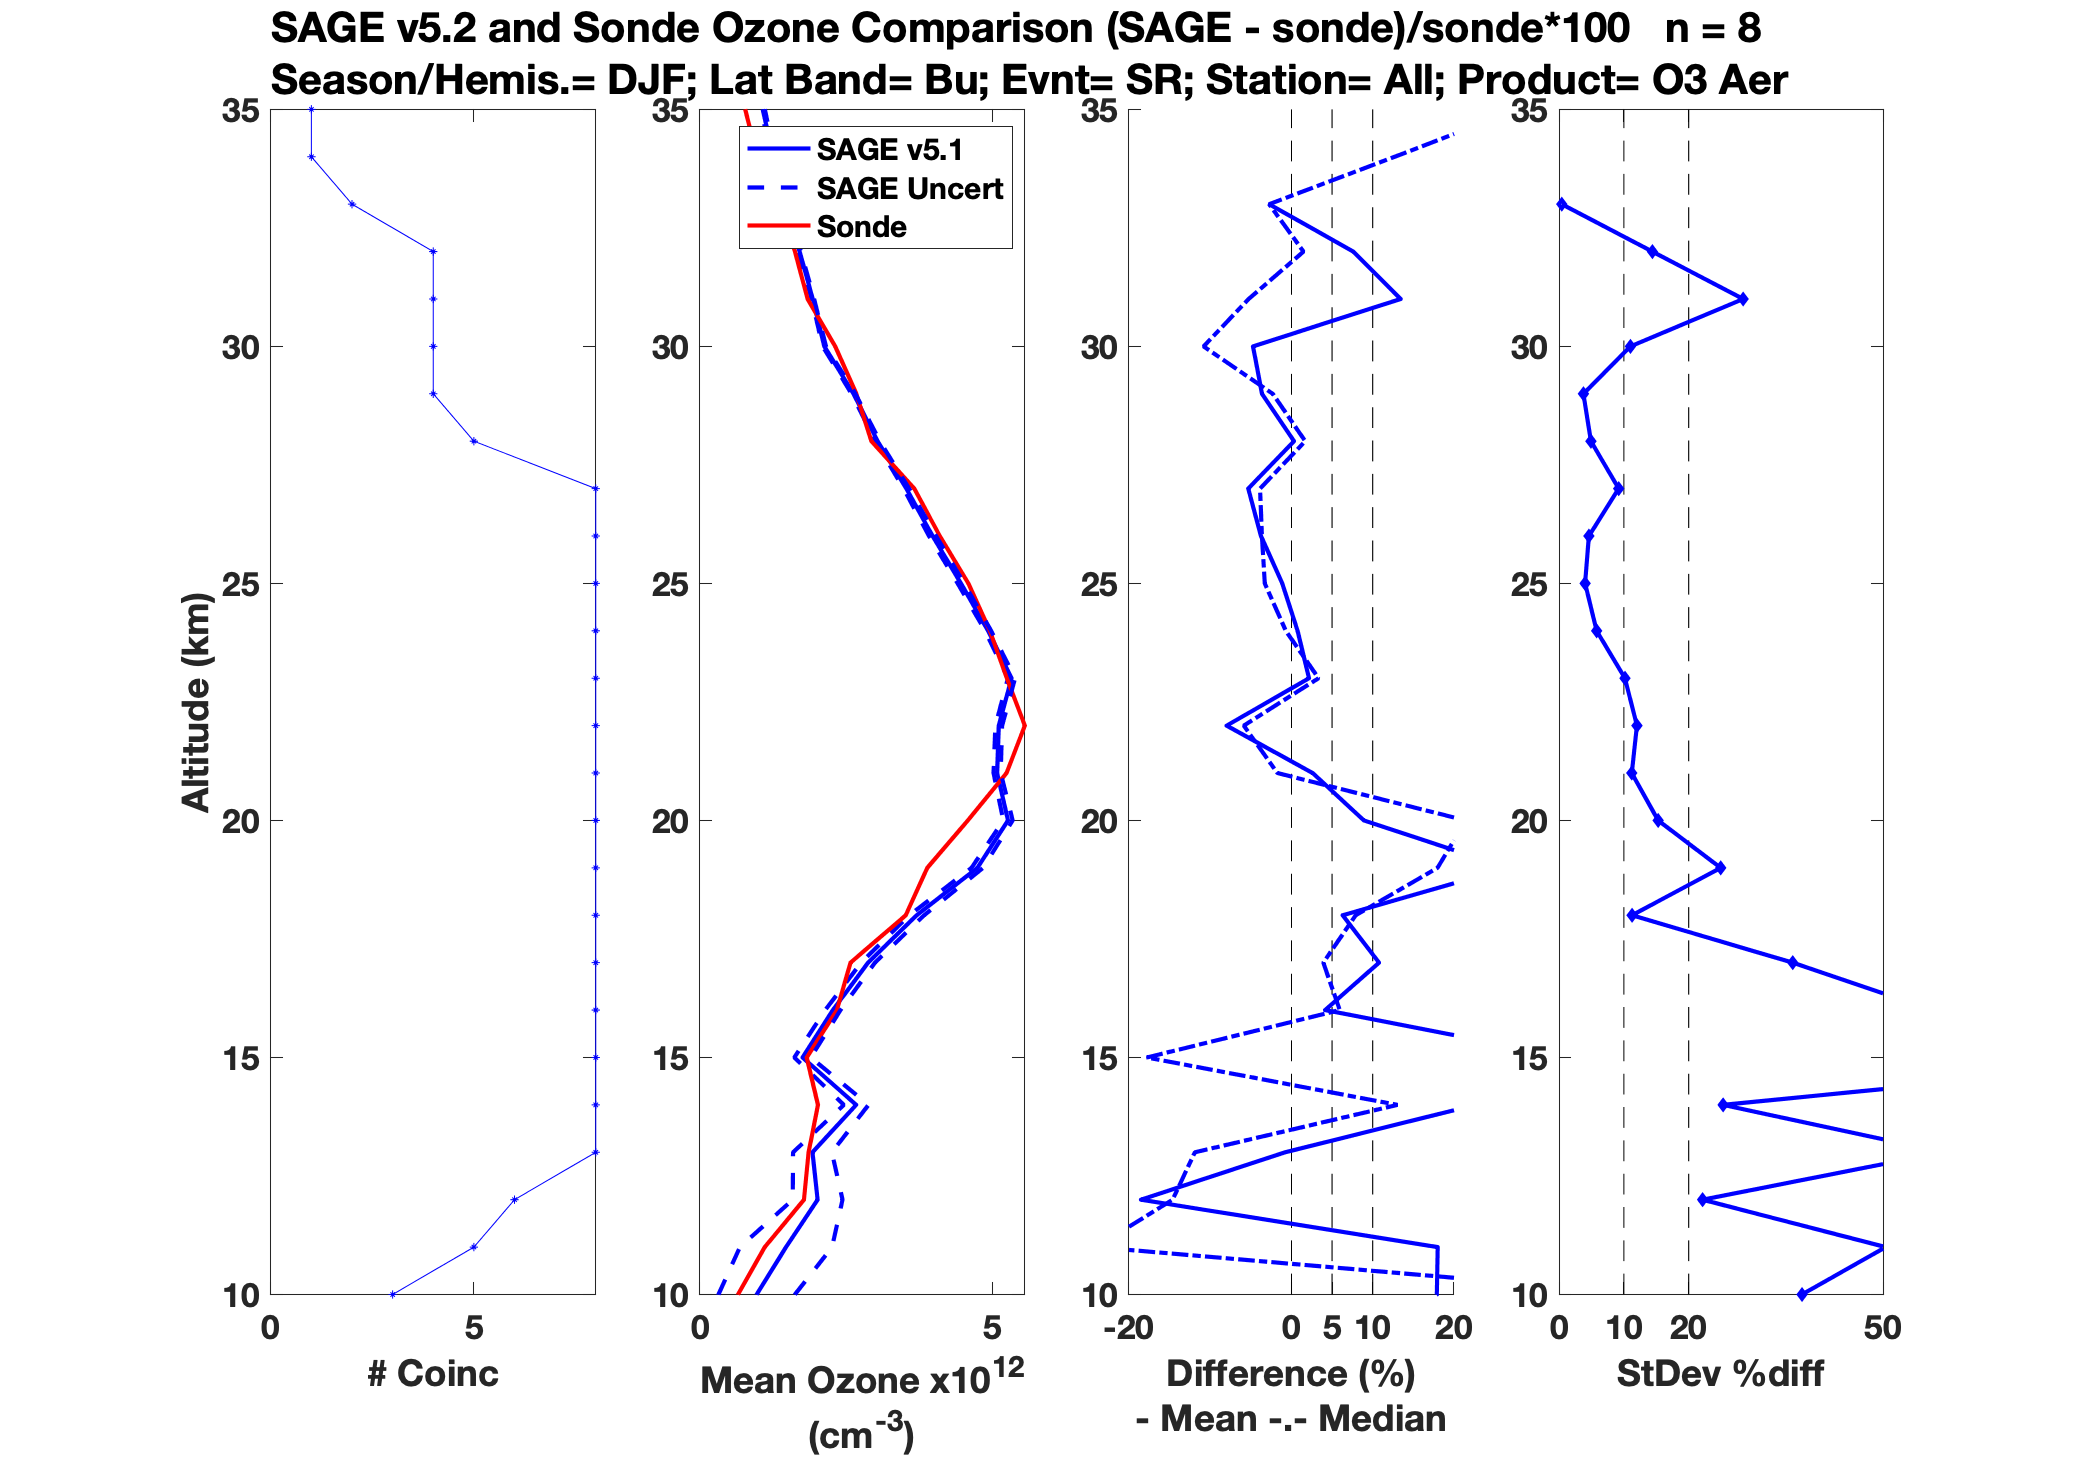 SAGE v5.2 and Sonde Ozone Comparison (SAGE - sonde)/sonde*100   n = 8
Season/Hemis.= DJF; Lat Band= Bu; Evnt= SR; Station= All; Product= O3 Aer
Altitude (km)
35
30
25
20
15
10
0 5
# Coinc
35
30
25
20
15
10
0 5
Mean Ozone x10^12
(cm^-3)
SAGE v5.1
SAGE Uncert
Sonde
35
30
25
20
15
10
-20 0 5 10 20
Difference (%)
- Mean -.- Median
35
30
25
20
15
10
0 10 20 50
StDev %diff